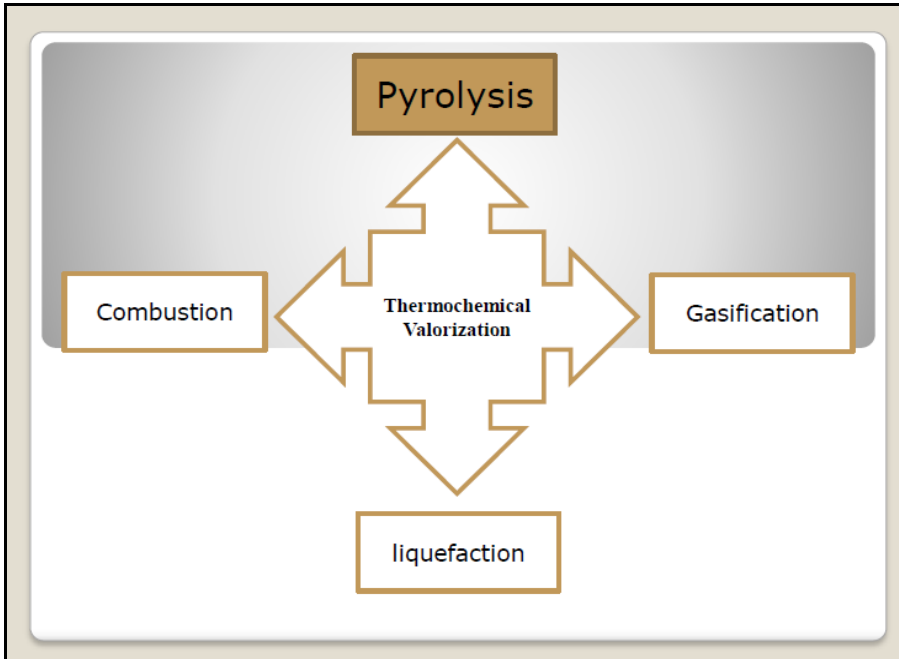 Pyrolysis
Combustion
Thermochemical
Valorization
Gasification
liquefaction